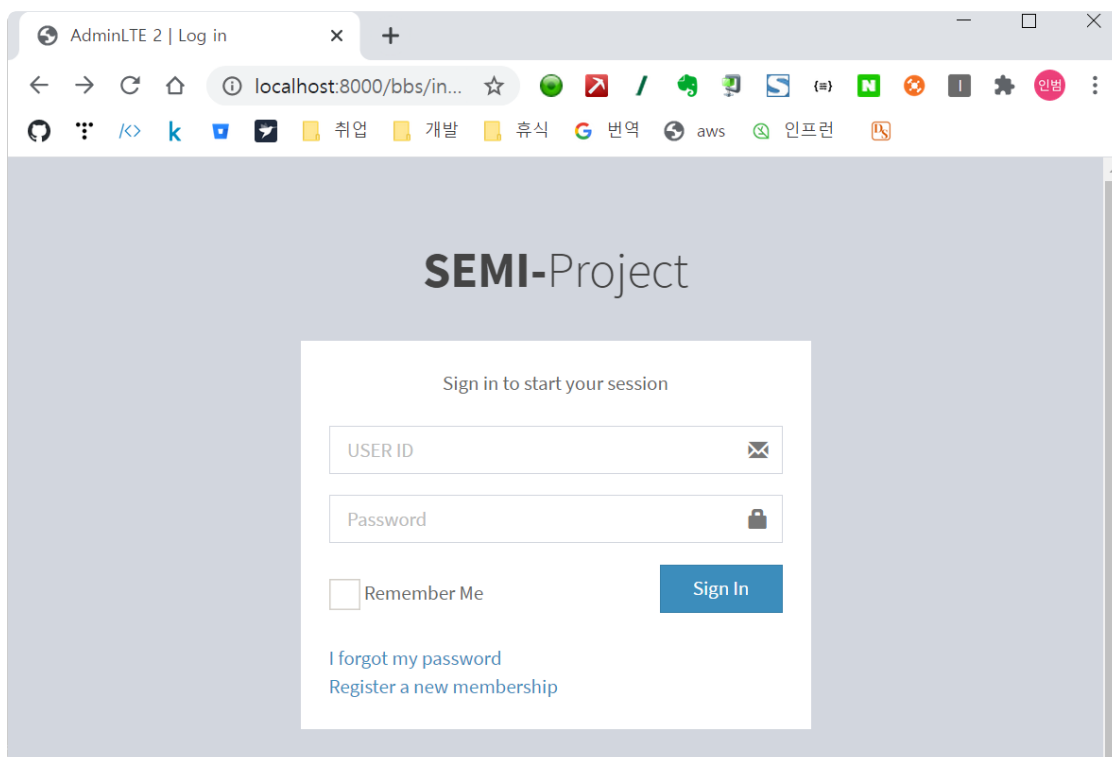 AdminLTE 2 | Log in
localhost:8000/bbs/in...
인범
취업 개발 휴식 번역 aws 인프런
SEMI-Project
Sign in to start your session
USER ID
Password
Remember Me
Sign In
I forgot my password
Register a new membership